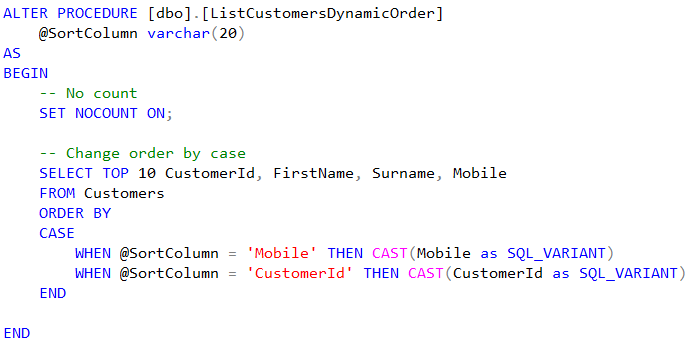 ALTER PROCEDURE [dbo].[ListCustomersDynamicOrder]
    @SortColumn varchar(20)
AS
BEGIN
    -- No count
    SET NOCOUNT ON;

    -- Change order by case
    SELECT TOP 10 CustomerId, FirstName, Surname, Mobile
    FROM Customers
    ORDER BY
    CASE
        WHEN @SortColumn = 'Mobile' THEN CAST(Mobile as SQL_VARIANT)
        WHEN @SortColumn = 'CustomerId' THEN CAST(CustomerId as SQL_VARIANT)
    END

END